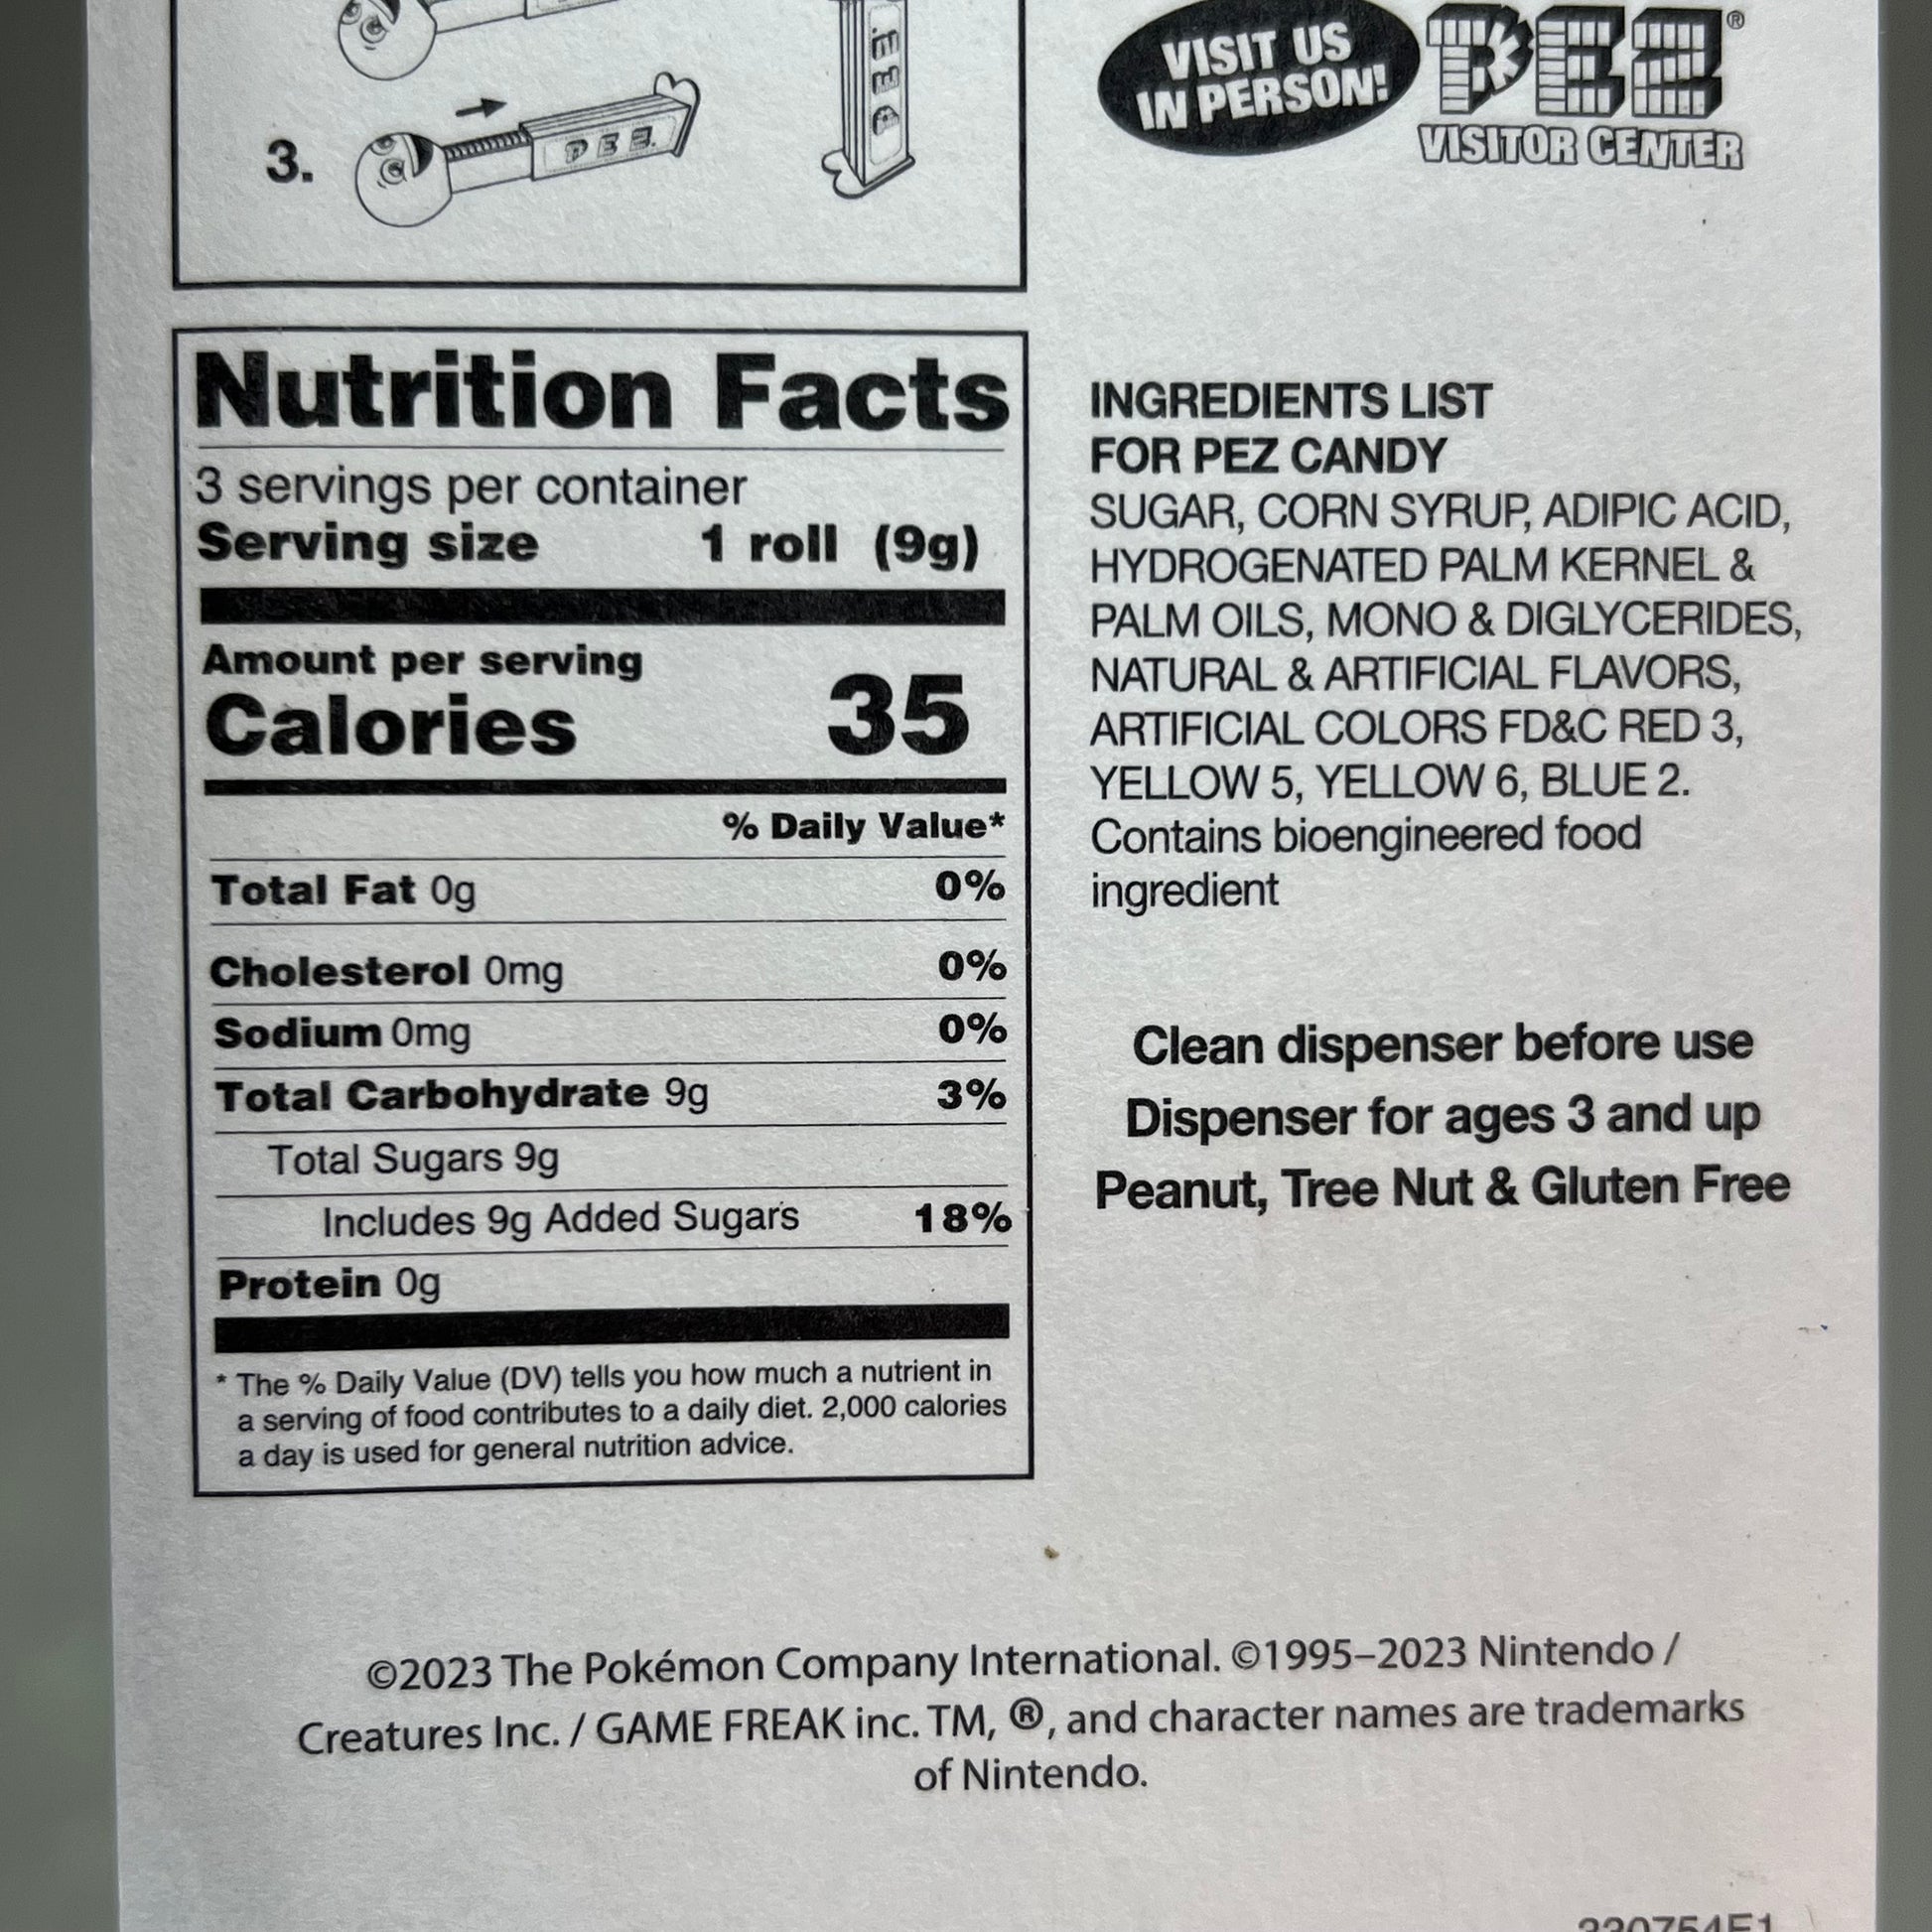 3.
PEZ
PEZ
VISIT US
IN PERSON!
PEZ®
VISITOR CENTER
Nutrition Facts
3 servings per container
Serving size 1 roll (9g)
Amount per serving
Calories 35
% Daily Value*
Total Fat 0g 0%
Cholesterol 0mg 0%
Sodium 0mg 0%
Total Carbohydrate 9g 3%
Total Sugars 9g
Includes 9g Added Sugars 18%
Protein 0g
* The % Daily Value (DV) tells you how much a nutrient in
a serving of food contributes to a daily diet. 2,000 calories
a day is used for general nutrition advice.
INGREDIENTS LIST
FOR PEZ CANDY
SUGAR, CORN SYRUP, ADIPIC ACID,
HYDROGENATED PALM KERNEL &
PALM OILS, MONO & DIGLYCERIDES,
NATURAL & ARTIFICIAL FLAVORS,
ARTIFICIAL COLORS FD&C RED 3,
YELLOW 5, YELLOW 6, BLUE 2.
Contains bioengineered food
ingredient
Clean dispenser before use
Dispenser for ages 3 and up
Peanut, Tree Nut & Gluten Free
©2023 The Pokémon Company International. ©1995–2023 Nintendo /
Creatures Inc. / GAME FREAK inc. TM, ®, and character names are trademarks
of Nintendo.